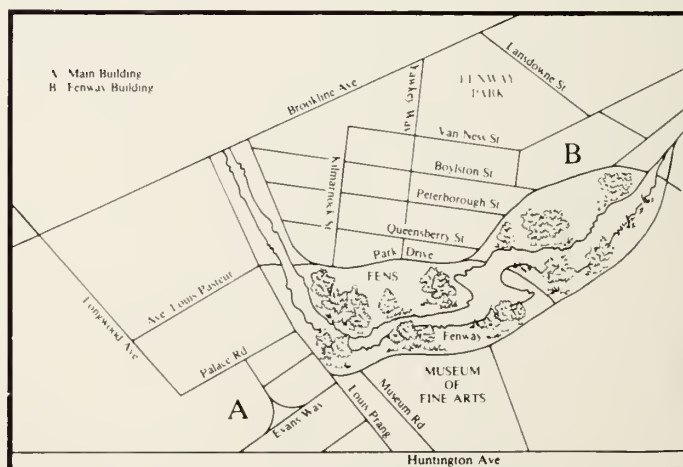 A Main Building
B Fenway Building
Brookline Ave
Lansdowne St
Yawkey Way
FENWAY
PARK
Van Ness St
B
Boylston St
Kilmarnock St
Peterborough St
Queensberry St
Park Drive
FENS
Ave Louis Pasteur
Longwood Ave
Palace Rd
Fenway
MUSEUM
OF
FINE ARTS
A
Evans Way
Louis Prang
Museum Rd
Huntington Ave